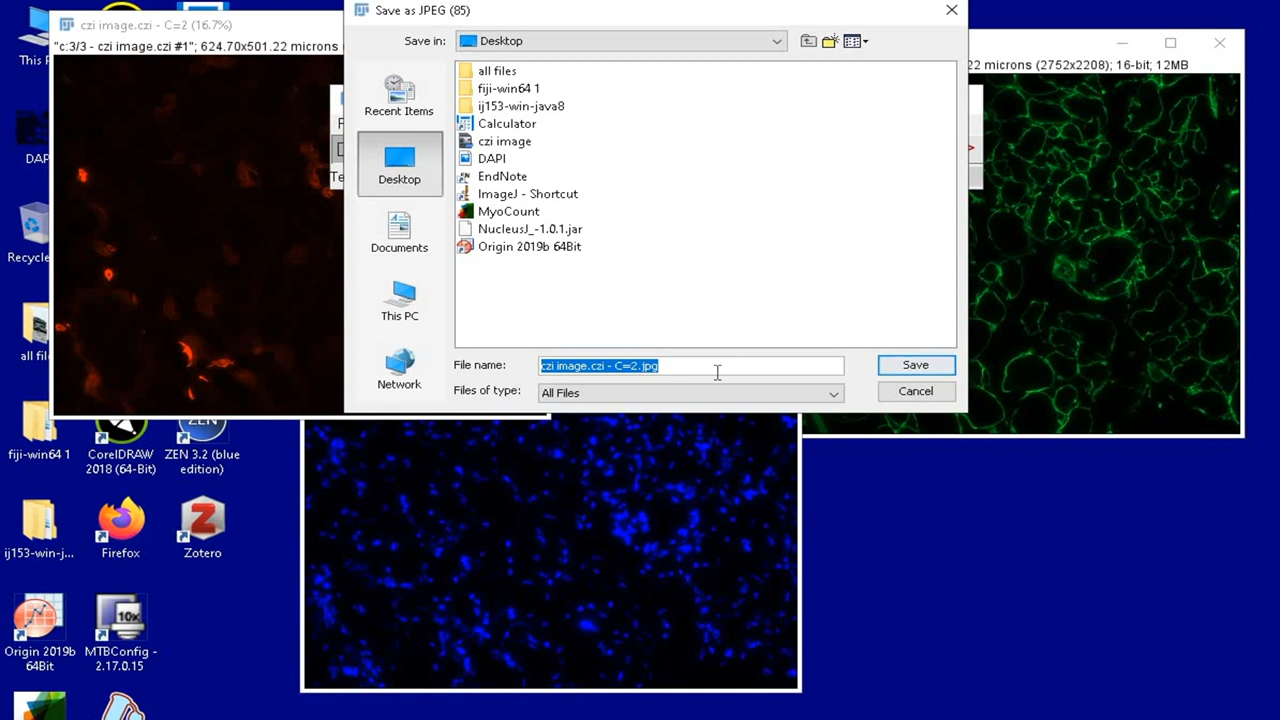 czi image.czi - C=2 (16.7%)
"c:3/3 - czi image.czi #1"; 624.70x501.22 microns (
Save as JPEG (85)
Save in:
Desktop
Recent Items
Desktop
Documents
This PC
Network
all files
fiji-win64 1
ij153-win-java8
Calculator
czi image
DAPI
EndNote
ImageJ - Shortcut
MyoCount
NucleusJ_-1.0.1.jar
Origin 2019b 64Bit
File name:
czi image.czi - C=2.jpg
Save
Files of type:
All Files
Cancel
22 microns (2752x2208); 16-bit; 12MB
This P
DAP
Recycle
all file
fiji-win64 1
CorelDRAW
2018 (64-Bit)
ZEN
ZEN 3.2 (blue
edition)
ij153-win-j...
Firefox
Zotero
10x
Origin 2019b
64Bit
MTBConfig -
2.17.0.15